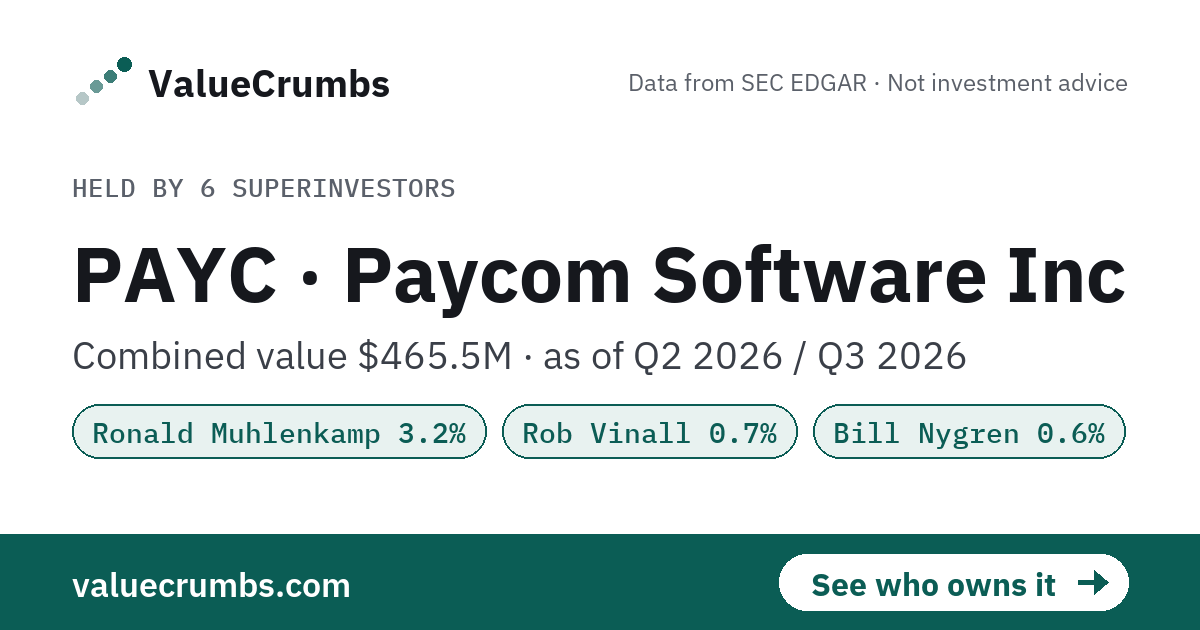 ValueCrumbs
Data from SEC EDGAR · Not investment advice
HELD BY 6 SUPERINVESTORS
PAYC · Paycom Software Inc
Combined value $465.5M · as of Q2 2026 / Q3 2026
Ronald Muhlenkamp 3.2%
Rob Vinall 0.7%
Bill Nygren 0.6%
valuecrumbs.com
See who owns it →